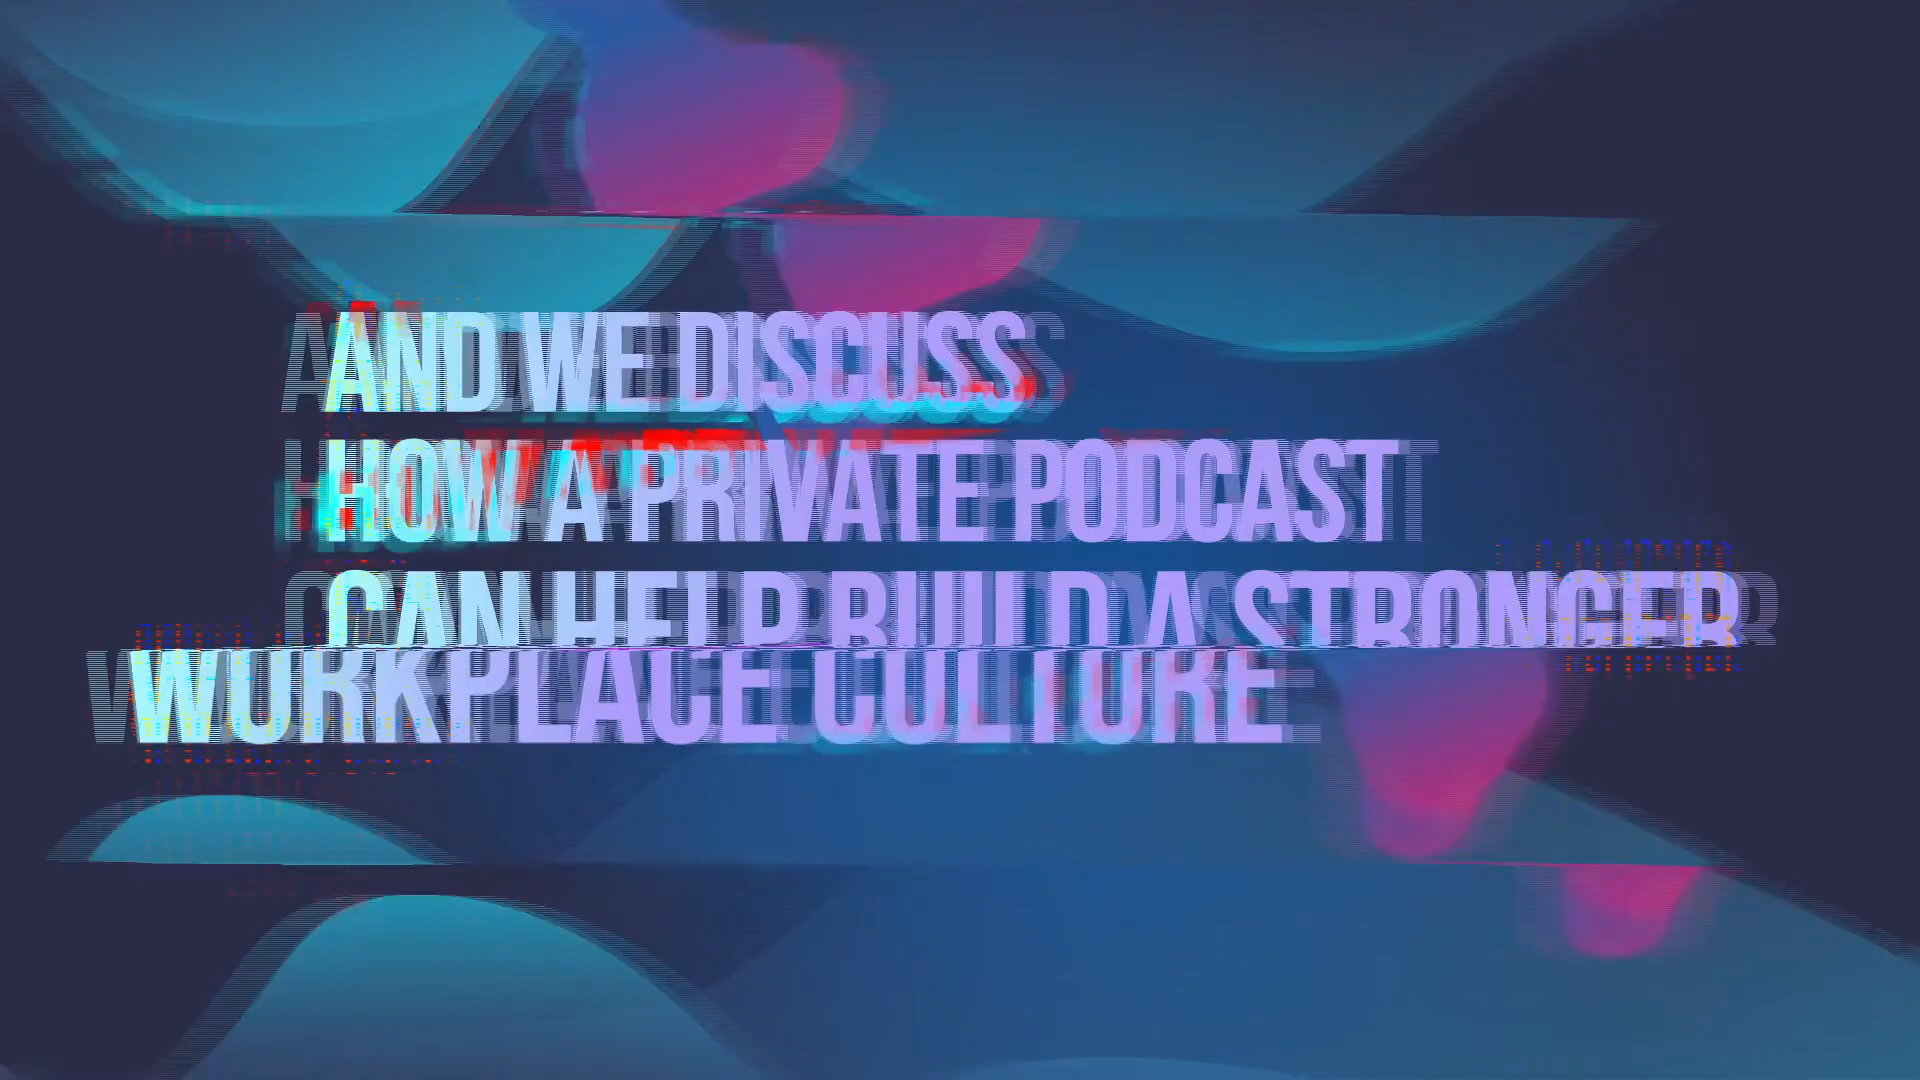 AND WE DISCUSS
HOW A PRIVATE PODCAST
CAN HELP BUILD A STRONGER
WORKPLACE CULTURE